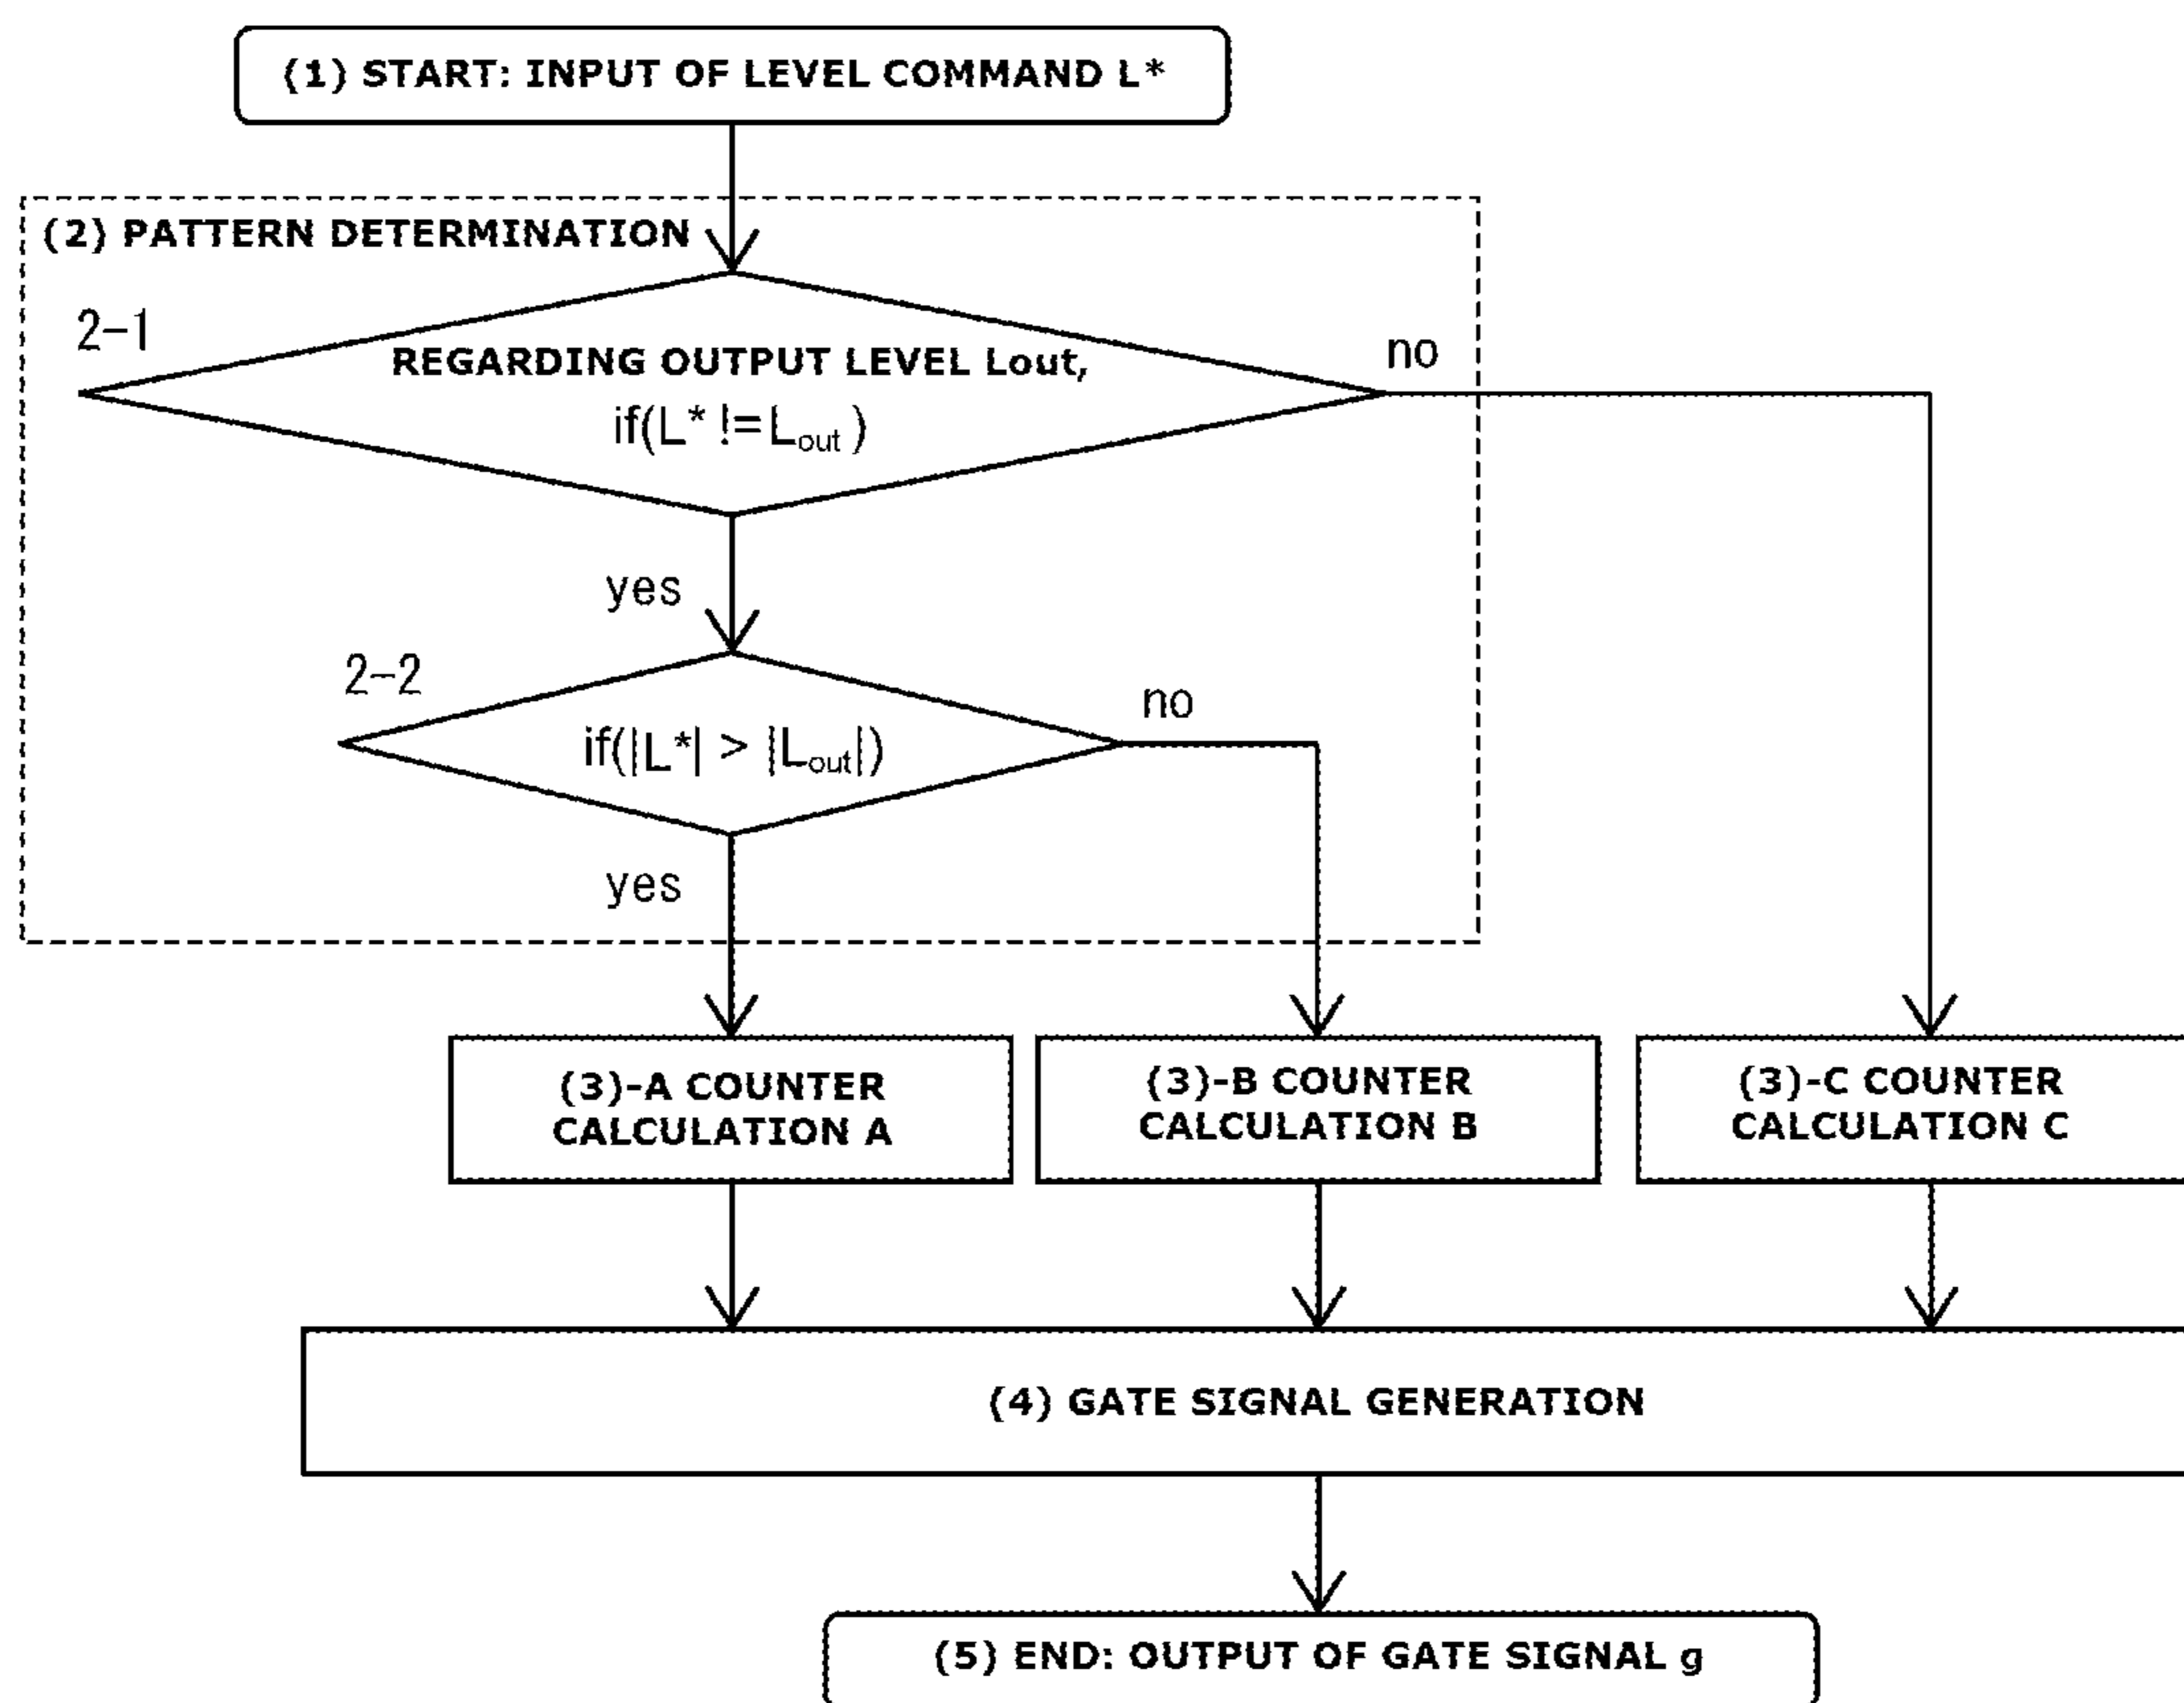 (1) START: INPUT OF LEVEL COMMAND L*
(2) PATTERN DETERMINATION
2-1
REGARDING OUTPUT LEVEL Lout,
if(L* != Lout )
no
yes
2-2
if(|L*| > |Lout|)
no
yes
(3)-A COUNTER
CALCULATION A
(3)-B COUNTER
CALCULATION B
(3)-C COUNTER
CALCULATION C
(4) GATE SIGNAL GENERATION
(5) END: OUTPUT OF GATE SIGNAL g